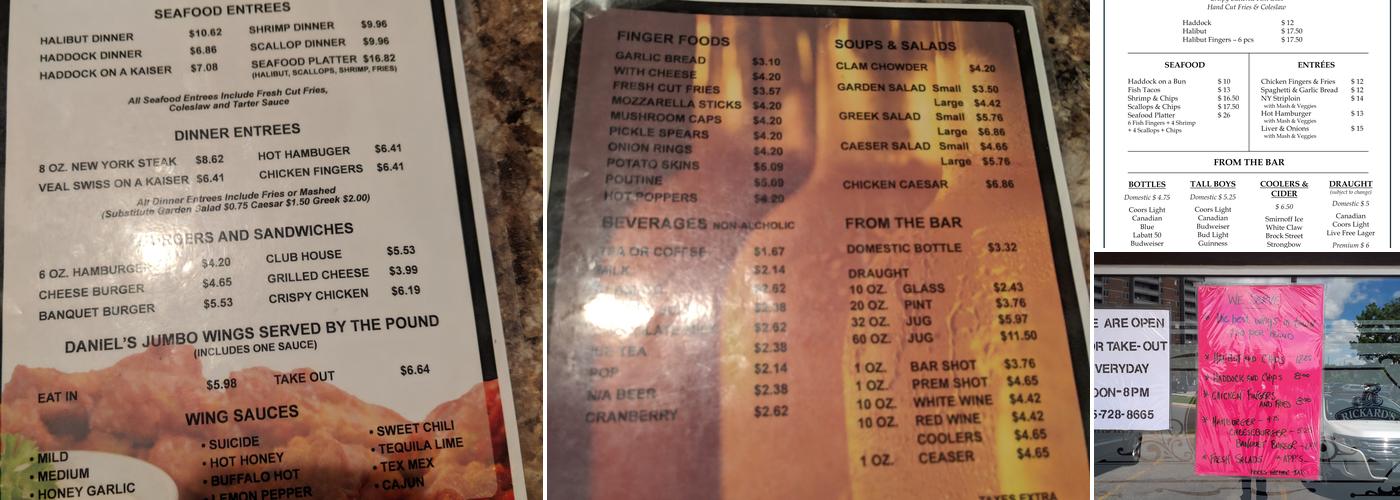 SEAFOOD ENTREES
HALIBUT DINNER $10.62
HADDOCK DINNER $6.86
HADDOCK ON A KAISER $7.08
SHRIMP DINNER $9.96
SCALLOP DINNER $9.96
SEAFOOD PLATTER $16.82
(HALIBUT, SCALLOPS, SHRIMP, FRIES)
All Seafood Entrees Include Fresh Cut Fries,
Coleslaw and Tarter Sauce
DINNER ENTREES
8 OZ. NEW YORK STEAK $8.62
VEAL SWISS ON A KAISER $6.41
HOT HAMBUGER $6.41
CHICKEN FINGERS $6.41
All Dinner Entrees Include Fries or Mashed
(Substitute Garden Salad $0.75 Caesar $1.50 Greek $2.00)
BURGERS AND SANDWICHES
6 OZ. HAMBURGER $4.20
CHEESE BURGER $4.65
BANQUET BURGER $5.53
CLUB HOUSE $5.53
GRILLED CHEESE $3.99
CRISPY CHICKEN $6.19
DANIEL'S JUMBO WINGS SERVED BY THE POUND
(INCLUDES ONE SAUCE)
EAT IN $5.98 TAKE OUT $6.64
WING SAUCES
• MILD
• MEDIUM
• HONEY GARLIC
• SUICIDE
• HOT HONEY
• BUFFALO HOT
• LEMON PEPPER
• SWEET CHILI
• TEQUILA LIME
• TEX MEX
• CAJUN
FINGER FOODS
GARLIC BREAD $3.10
WITH CHEESE $4.20
FRESH CUT FRIES $3.57
MOZZARELLA STICKS $4.20
MUSHROOM CAPS $4.20
PICKLE SPEARS $4.20
ONION RINGS $4.20
POTATO SKINS $5.09
POUTINE $5.09
HOT POPPERS $4.20
BEVERAGES NON-ALCHOLIC
TEA OR COFFEE $1.67
MILK $2.14
$2.62
$2.38
$2.62
ICE TEA $2.38
POP $2.14
N/A BEER $2.38
CRANBERRY $2.62
SOUPS & SALADS
CLAM CHOWDER $4.20
GARDEN SALAD Small $3.50
Large $4.42
GREEK SALAD Small $5.76
Large $6.86
CAESER SALAD Small $4.65
Large $5.76
CHICKEN CAESAR $6.86
FROM THE BAR
DOMESTIC BOTTLE $3.32
DRAUGHT
10 OZ. GLASS $2.43
20 OZ. PINT $3.76
32 OZ. JUG $5.97
60 OZ. JUG $11.50
1 OZ. BAR SHOT $3.76
1 OZ. PREM SHOT $4.65
10 OZ. WHITE WINE $4.42
10 OZ. RED WINE $4.42
COOLERS $4.65
1 OZ. CEASER $4.65
TAXES EXTRA
Hand Cut Fries & Coleslaw
Haddock $ 12
Halibut $ 17.50
Halibut Fingers – 6 pcs $ 17.50
SEAFOOD
Haddock on a Bun $ 10
Fish Tacos $ 13
Shrimp & Chips $ 16.50
Scallops & Chips $ 17.50
Seafood Platter $ 26
6 Fish Fingers + 4 Shrimp
+ 4 Scallops + Chips
ENTRÉES
Chicken Fingers & Fries $ 12
Spaghetti & Garlic Bread $ 12
NY Striploin $ 14
with Mash & Veggies
Hot Hamburger $ 13
with Mash & Veggies
Liver & Onions $ 15
with Mash & Veggies
FROM THE BAR
BOTTLES
Domestic $ 4.75
Coors Light
Canadian
Blue
Labatt 50
Budweiser
TALL BOYS
Domestic $ 5.25
Coors Light
Canadian
Budweiser
Bud Light
Guinness
COOLERS &
CIDER
$ 6.50
Smirnoff Ice
White Claw
Brock Street
Strongbow
DRAUGHT
(subject to change)
Domestic $ 5
Canadian
Coors Light
Live Free Lager
Premium $ 6
E ARE OPEN
OR TAKE-OUT
VERYDAY
OON-8PM
5-728-8665
WE SERVE
* the best wings in town
* HALIBUT AND CHIPS
* HADDOCK AND CHIPS
* CHICKEN FINGERS
AND FRIES
* HAMBURGER
CHEESEBURGER
BANQUET BURGER
* FRESH SALADS * APP'S
RICKARD'S